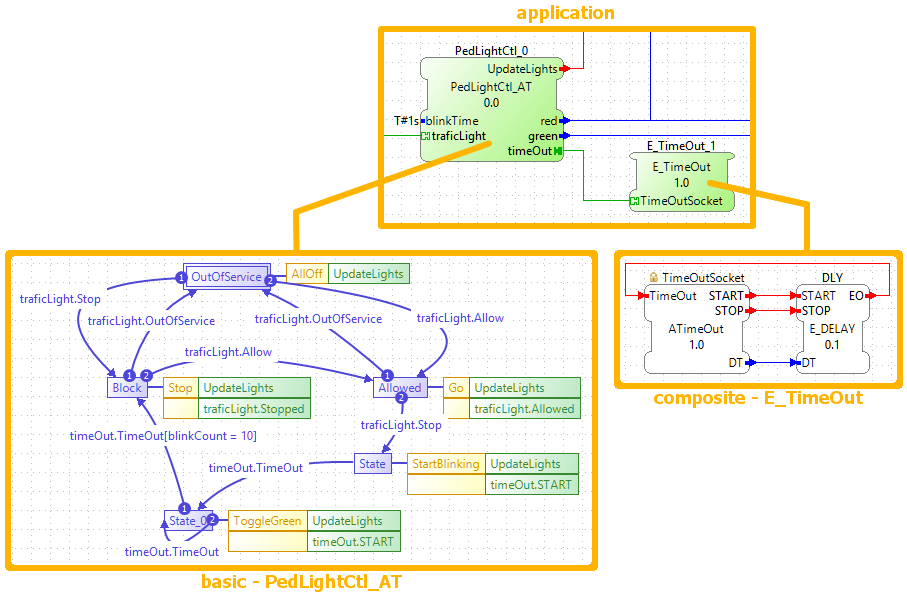 application
PedLightCtl_0
UpdateLights
PedLightCtl_AT
0.0
T#1s
blinkTime
red
traficLight
green
timeOut
E_TimeOut_1
E_TimeOut
1.0
TimeOutSocket
1
OutOfService
2
AllOff
UpdateLights
traficLight.Stop
traficLight.OutOfService
traficLight.OutOfService
traficLight.Allow
traficLight.Allow
1
2
Block
Stop
UpdateLights
traficLight.Stopped
1
Allowed
2
Go
UpdateLights
traficLight.Allowed
traficLight.Stop
timeOut.TimeOut[blinkCount = 10]
timeOut.TimeOut
State
StartBlinking
UpdateLights
timeOut.START
1
State_0
2
ToggleGreen
UpdateLights
timeOut.START
timeOut.TimeOut
basic - PedLightCtl_AT
TimeOutSocket
DLY
TimeOut
START
START
EO
STOP
STOP
ATimeOut
1.0
E_DELAY
0.1
DT
DT
composite - E_TimeOut